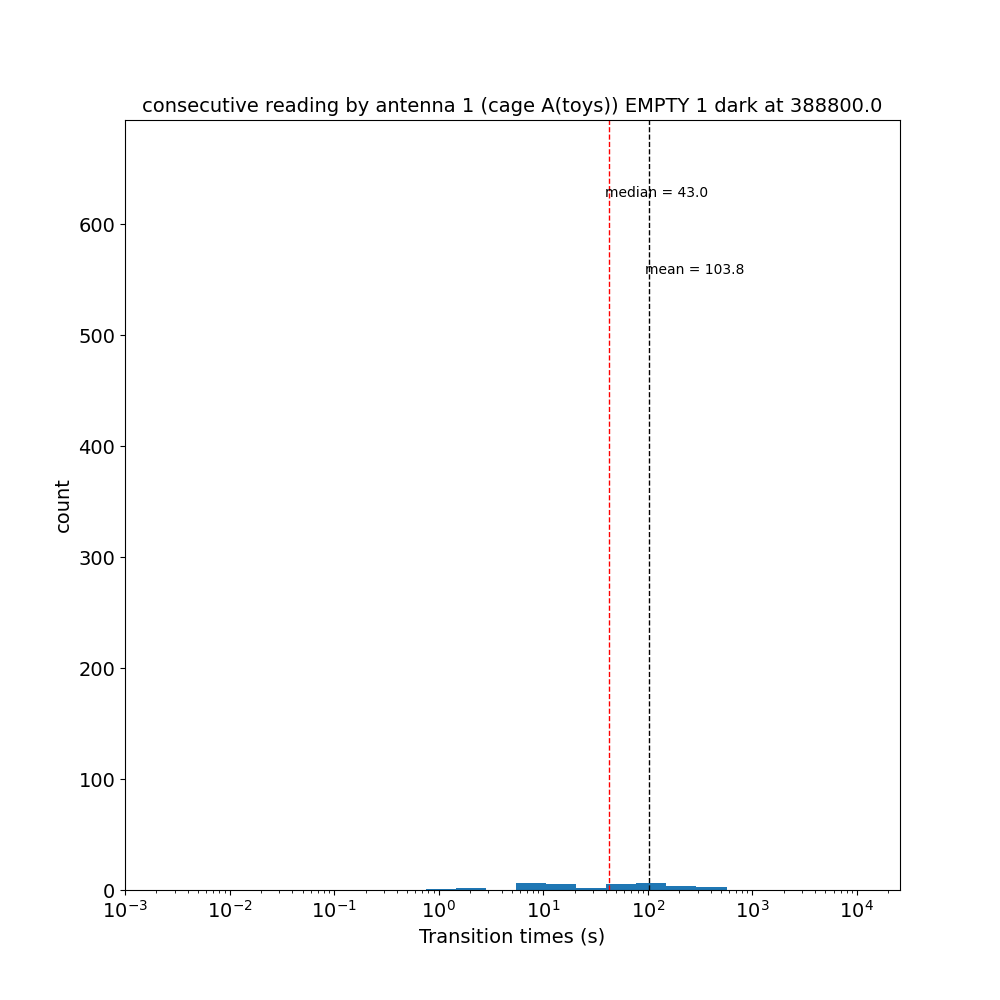 consecutive reading by antenna 1 (cage A(toys)) EMPTY 1 dark at 388800.0
median = 43.0
mean = 103.8
600
500
400
300
200
100
0
count
10⁻³ 10⁻² 10⁻¹ 10⁰ 10¹ 10² 10³ 10⁴
Transition times (s)